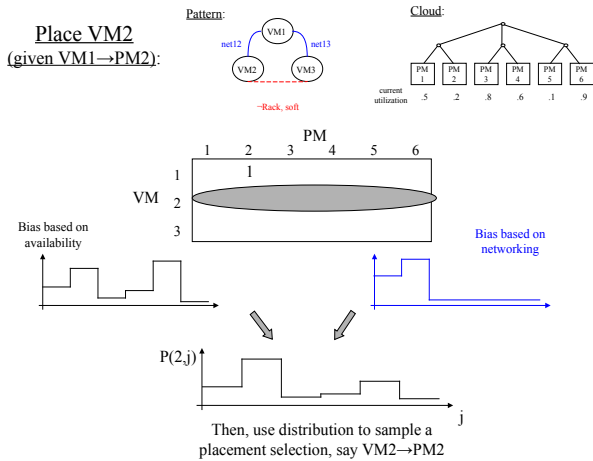 Place VM2
(given VM1→PM2):
Pattern:
VM1
net12
net13
VM2
VM3
¬Rack, soft
Cloud:
PM 1
PM 2
PM 3
PM 4
PM 5
PM 6
current utilization
.5 .2 .8 .6 .1 .9
PM
1 2 3 4 5 6
1 1
VM
2
3
Bias based on
availability
Bias based on
networking
P(2,j)
j
Then, use distribution to sample a
placement selection, say VM2→PM2